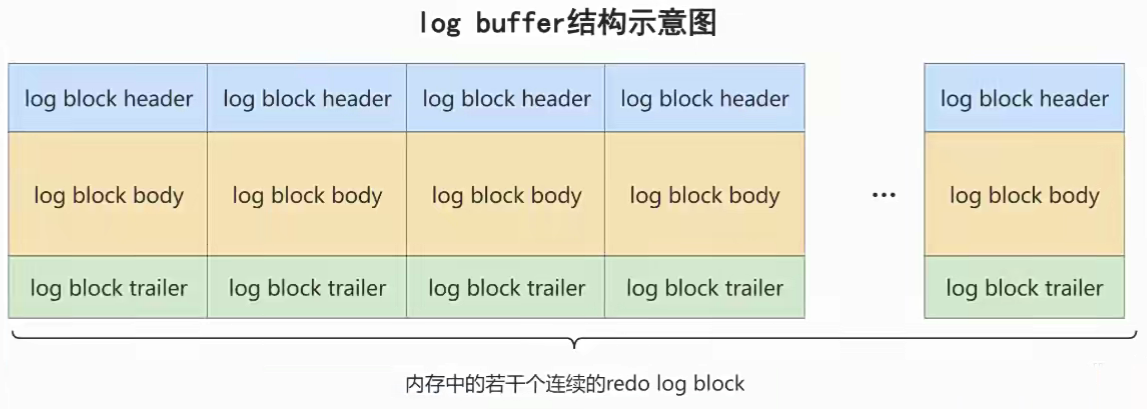 log buffer结构示意图
log block header log block header log block header log block header log block header
log block body log block body log block body log block body ... log block body
log block trailer log block trailer log block trailer log block trailer log block trailer
内存中的若干个连续的redo log block